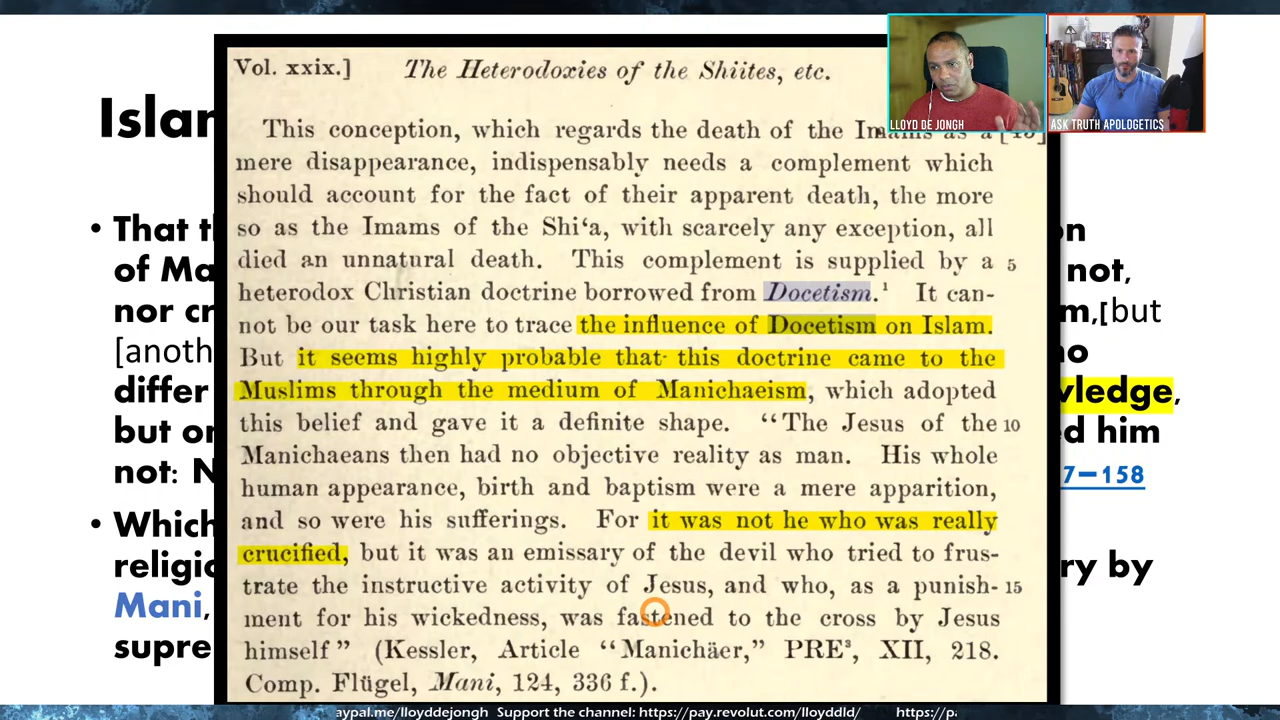 LLOYD DE JONGH
ASK TRUTH APOLOGETICS
Vol. xxix.] The Heterodoxies of the Shiites, etc.
This conception, which regards the death of the Imams as a
mere disappearance, indispensably needs a complement which
should account for the fact of their apparent death, the more
so as the Imams of the Shi‘a, with scarcely any exception, all
died an unnatural death. This complement is supplied by a 5
heterodox Christian doctrine borrowed from Docetism.¹ It can-
not be our task here to trace the influence of Docetism on Islam.
But it seems highly probable that this doctrine came to the
Muslims through the medium of Manichaeism, which adopted
this belief and gave it a definite shape. “The Jesus of the 10
Manichaeans then had no objective reality as man. His whole
human appearance, birth and baptism were a mere apparition,
and so were his sufferings. For it was not he who was really
crucified, but it was an emissary of the devil who tried to frus-
trate the instructive activity of Jesus, and who, as a punish- 15
ment for his wickedness, was fastened to the cross by Jesus
himself” (Kessler, Article “Manichäer,” PRE³, XII, 218.
Comp. Flügel, Mani, 124, 336 f.).
Islam
• That th
of Ma
nor cr
[anoth
differ
but on
not: N
• Which
religio
Mani,
supre
on
not,
m,[but
ho
wledge,
ed him
7–158
ry by
aypal.me/lloyddejongh Support the channel: https://pay.revolut.com/lloyddld/ https://pa